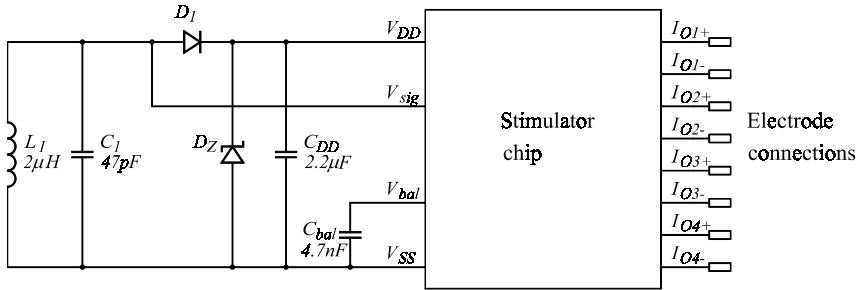 D1
VDD
Vsig
L1
2μH
C1
47pF
DZ
CDD
2.2μF
Vbal
Cbal
4.7nF
VSS
Stimulator
chip
IO1+
IO1-
IO2+
IO2-
IO3+
IO3-
IO4+
IO4-
Electrode
connections